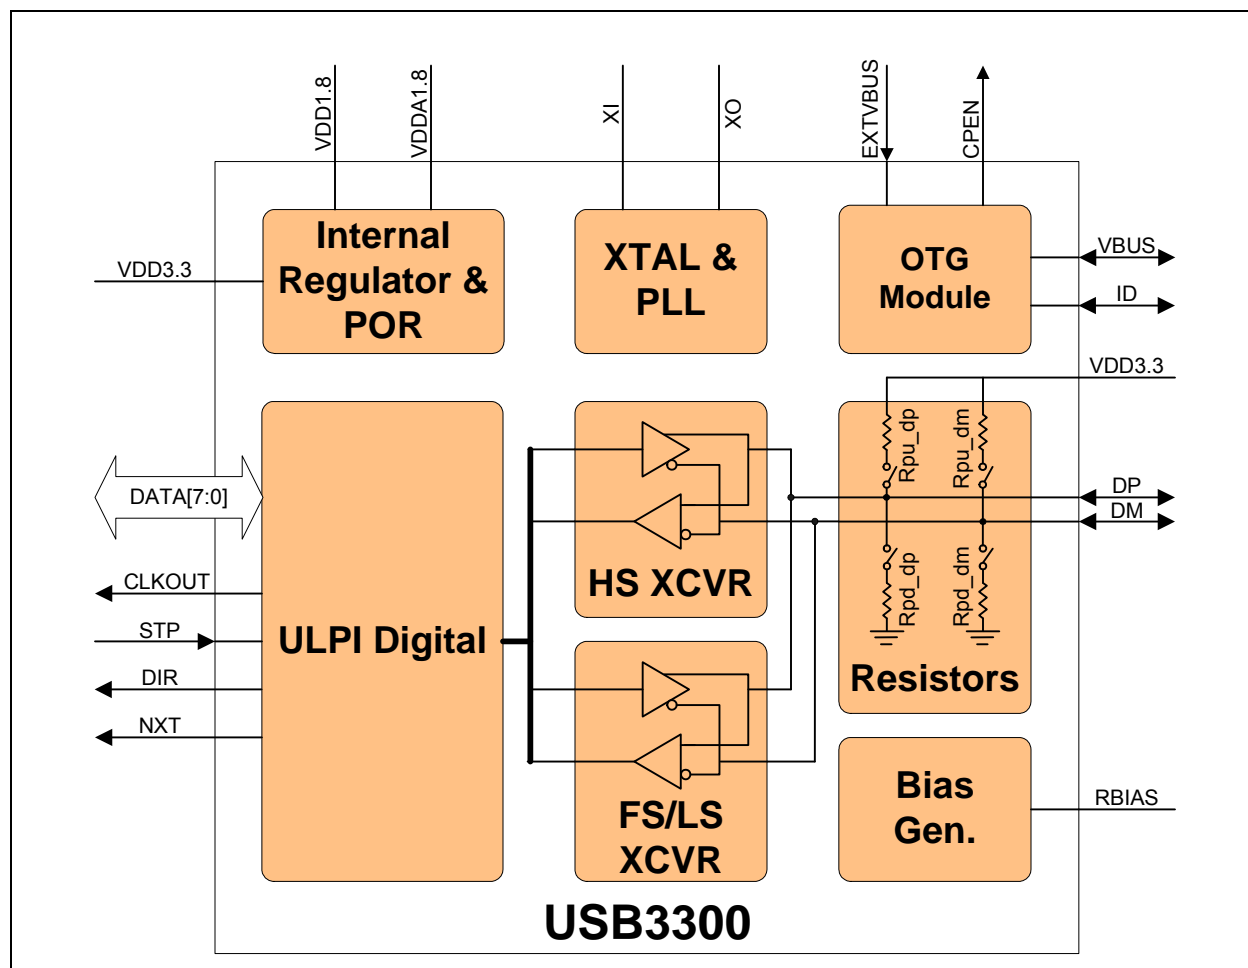 VDD1.8
VDDA1.8
XI
XO
EXTVBUS
CPEN
Internal
Regulator &
POR
XTAL &
PLL
OTG
Module
VDD3.3
VBUS
ID
VDD3.3
DATA[7:0]
CLKOUT
STP
DIR
NXT
ULPI Digital
HS XCVR
FS/LS
XCVR
Rpu_dp
Rpu_dm
Rpd_dp
Rpd_dm
Resistors
DP
DM
Bias
Gen.
RBIAS
USB3300